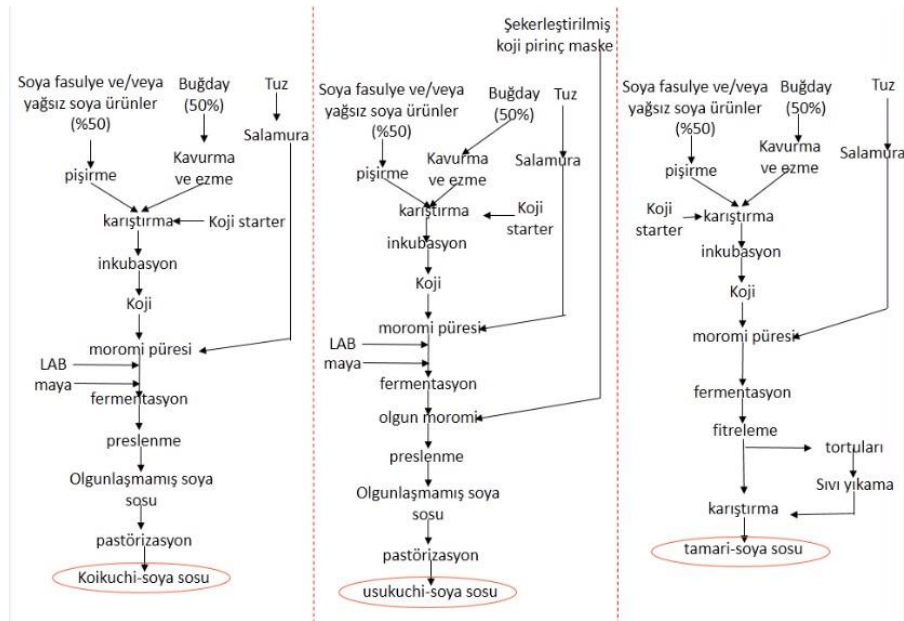 Soya fasulye ve/veya
yağsız soya ürünler
(%50)
Buğday
(50%)
Tuz
Salamura
pişirme
Kavurma
ve ezme
karıştırma
Koji starter
inkubasyon
Koji
moromi püresi
LAB
maya
fermentasyon
preslenme
Olgunlaşmamış soya
sosu
pastörizasyon
Koikuchi-soya sosu
Şekerleştirilmiş
koji pirinç maske
Soya fasulye ve/veya
yağsız soya ürünler
(%50)
Buğday
(50%)
Tuz
Salamura
pişirme
Kavurma
ve ezme
karıştırma
Koji
starter
inkubasyon
Koji
moromi püresi
LAB
maya
fermentasyon
olgun moromi
preslenme
Olgunlaşmamış soya
sosu
pastörizasyon
usukuchi-soya sosu
Soya fasulye ve/veya
yağsız soya ürünler
(%50)
Buğday
(50%)
Tuz
Salamura
pişirme
Kavurma
ve ezme
Koji
starter
karıştırma
inkubasyon
Koji
moromi püresi
fermentasyon
fitreleme
tortuları
Sıvı yıkama
karıştırma
tamari-soya sosu